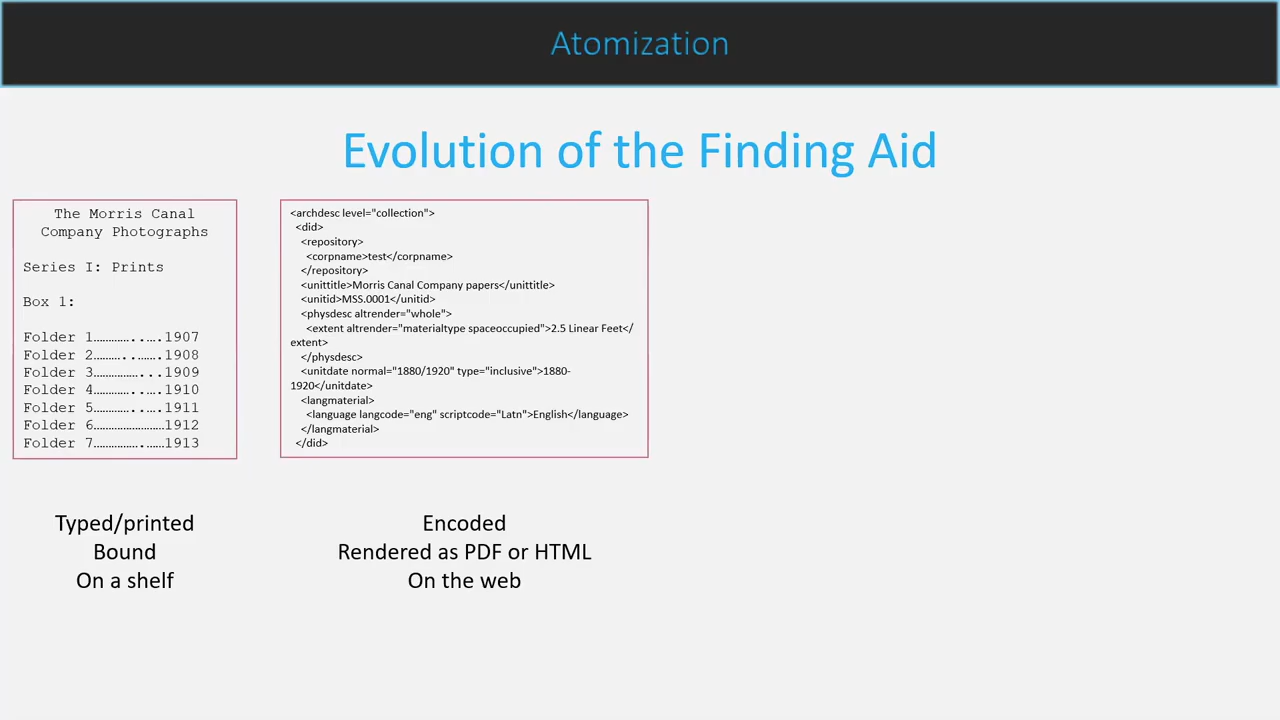 Atomization
Evolution of the Finding Aid
The Morris Canal
Company Photographs
Series I: Prints
Box 1:
Folder 1…………..….1907
Folder 2……..…….1908
Folder 3……………...1909
Folder 4…………..….1910
Folder 5…………..….1911
Folder 6……………………1912
Folder 7…………….……1913
<archdesc level="collection">
<did>
<repository>
<corpname>test</corpname>
</repository>
<unittitle>Morris Canal Company papers</unittitle>
<unitid>MSS.0001</unitid>
<physdesc altrender="whole">
<extent altrender="materialtype spaceoccupied">2.5 Linear Feet</
extent>
</physdesc>
<unitdate normal="1880/1920" type="inclusive">1880-
1920</unitdate>
<langmaterial>
<language langcode="eng" scriptcode="Latn">English</language>
</langmaterial>
</did>
Typed/printed
Bound
On a shelf
Encoded
Rendered as PDF or HTML
On the web